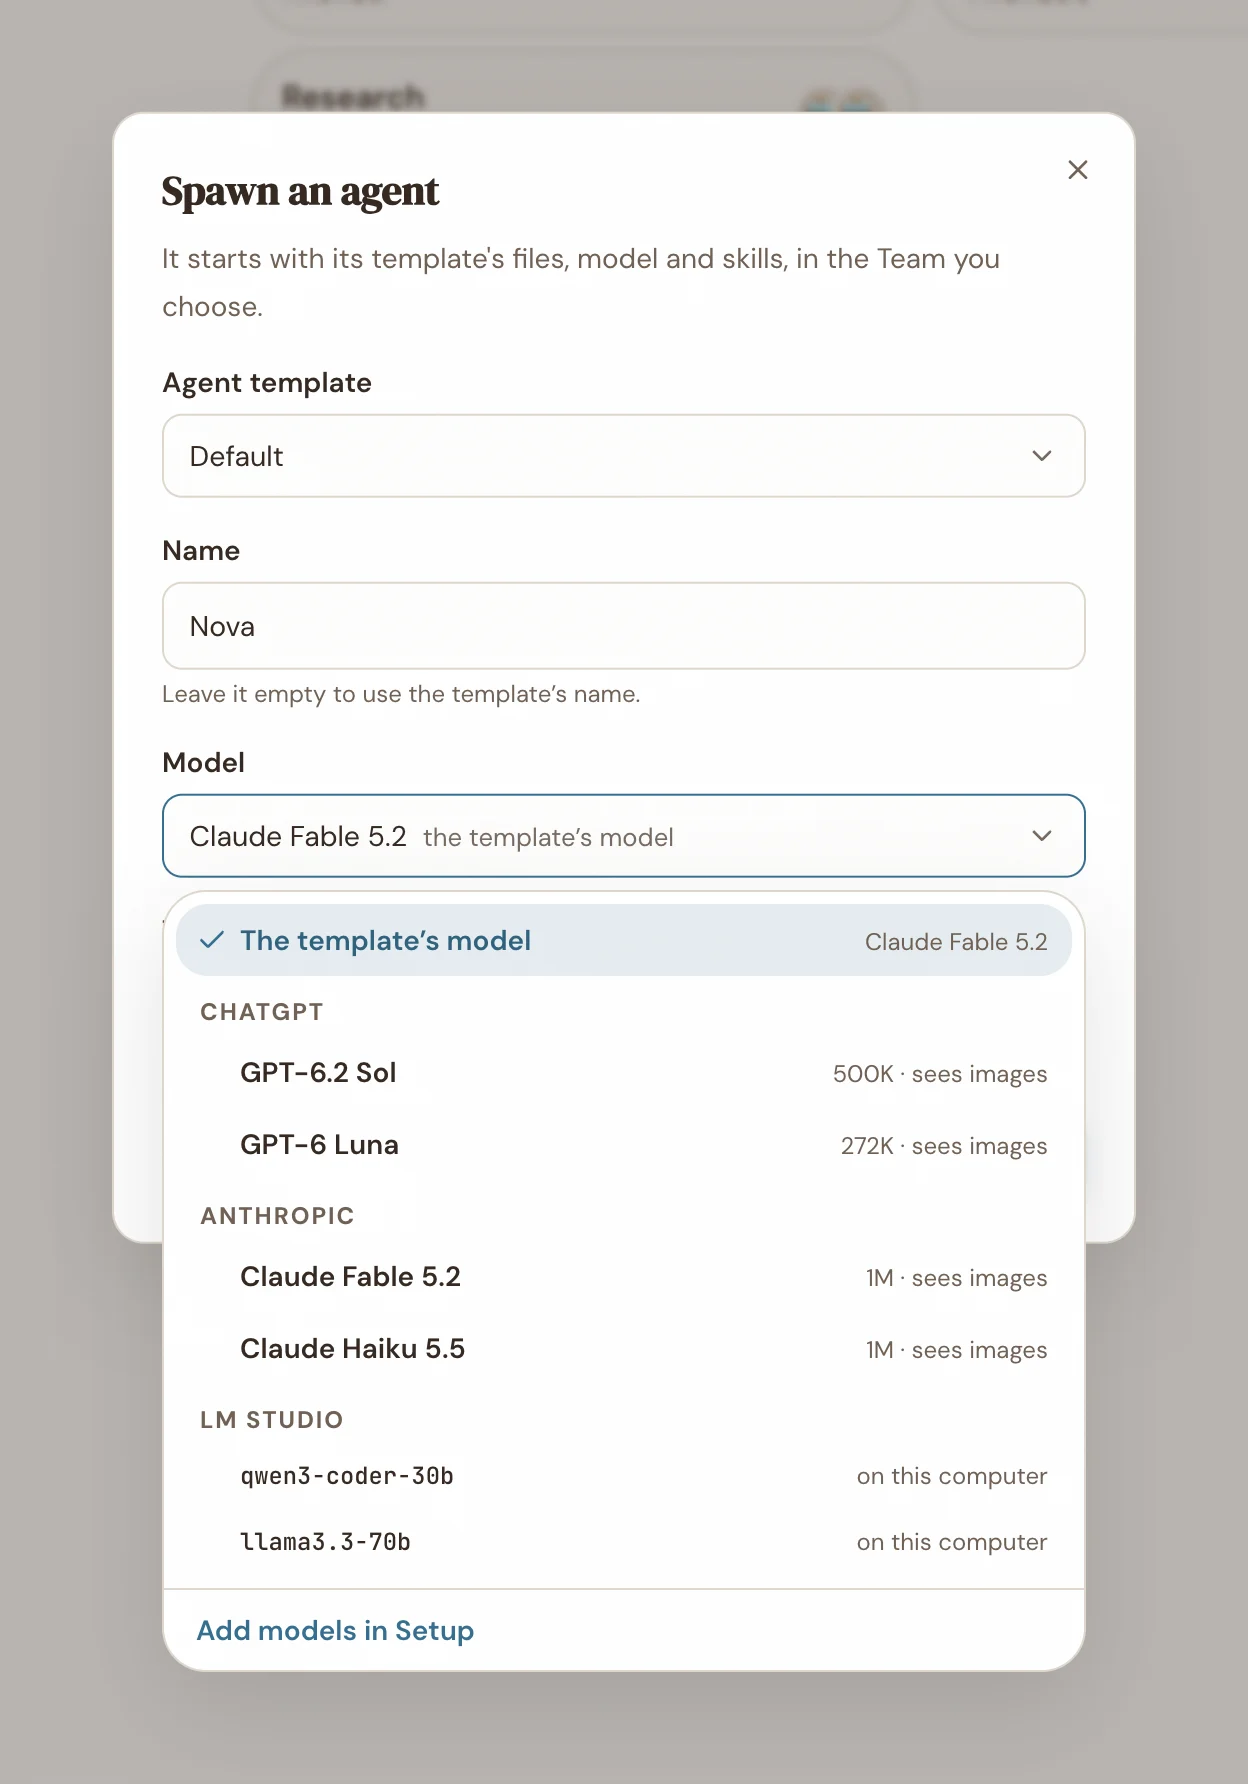 Research
Spawn an agent
It starts with its template's files, model and skills, in the Team you
choose.
Agent template
Default
Name
Nova
Leave it empty to use the template’s name.
Model
Claude Fable 5.2 the template’s model
The template’s model Claude Fable 5.2
CHATGPT
GPT-6.2 Sol 500K · sees images
GPT-6 Luna 272K · sees images
ANTHROPIC
Claude Fable 5.2 1M · sees images
Claude Haiku 5.5 1M · sees images
LM STUDIO
qwen3-coder-30b on this computer
llama3.3-70b on this computer
Add models in Setup